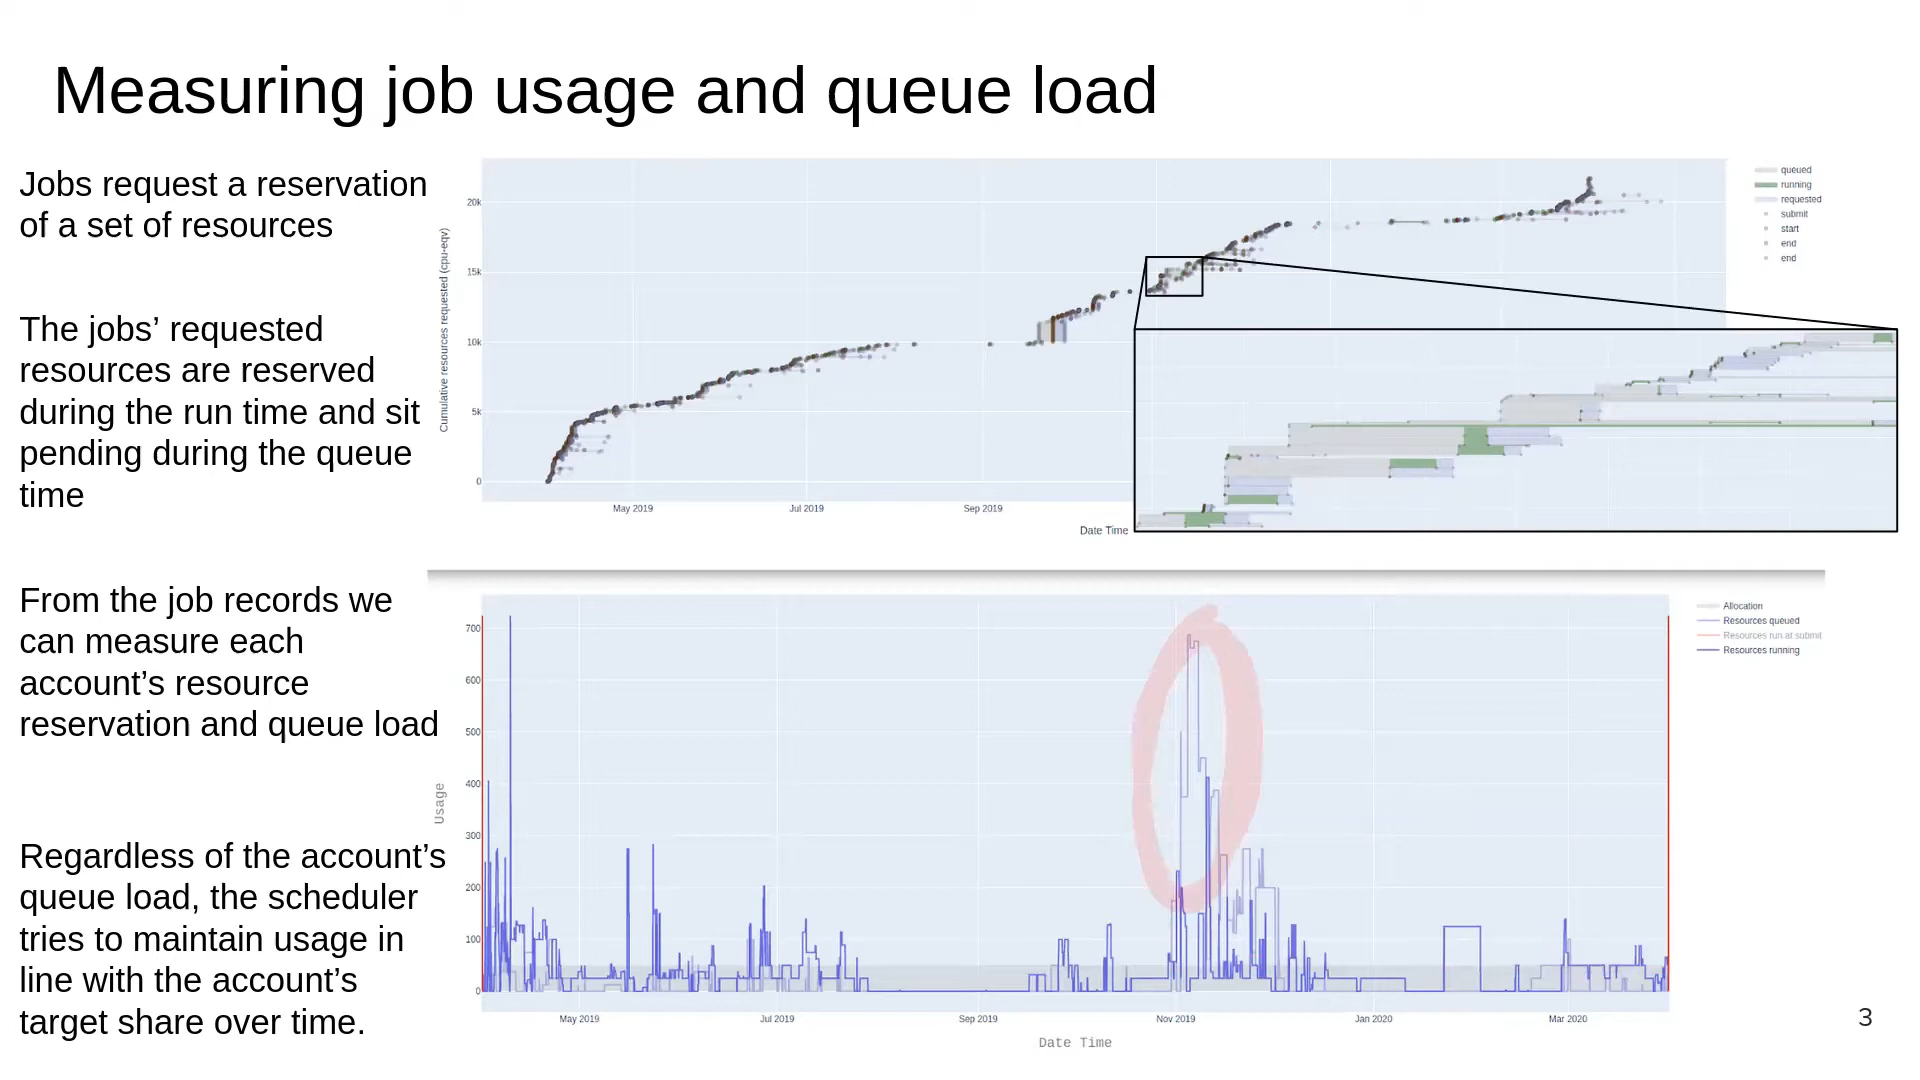 Measuring job usage and queue load
Jobs request a reservation
of a set of resources
The jobs’ requested
resources are reserved
during the run time and sit
pending during the queue
time
From the job records we
can measure each
account’s resource
reservation and queue load
Regardless of the account’s
queue load, the scheduler
tries to maintain usage in
line with the account’s
target share over time.
Cumulative resources requested (cpu-eqv)
20k
15k
10k
5k
0
May 2019
Jul 2019
Sep 2019
Date Time
queued
running
requested
submit
start
end
end
Usage
700
600
500
400
300
200
100
0
May 2019
Jul 2019
Sep 2019
Nov 2019
Jan 2020
Mar 2020
Date Time
Allocation
Resources queued
Resources run at submit
Resources running
3